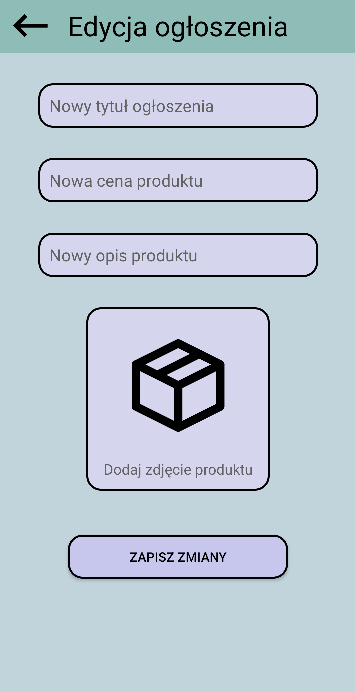 Edycja ogłoszenia
Nowy tytuł ogłoszenia
Nowa cena produktu
Nowy opis produktu
Dodaj zdjęcie produktu
ZAPISZ ZMIANY